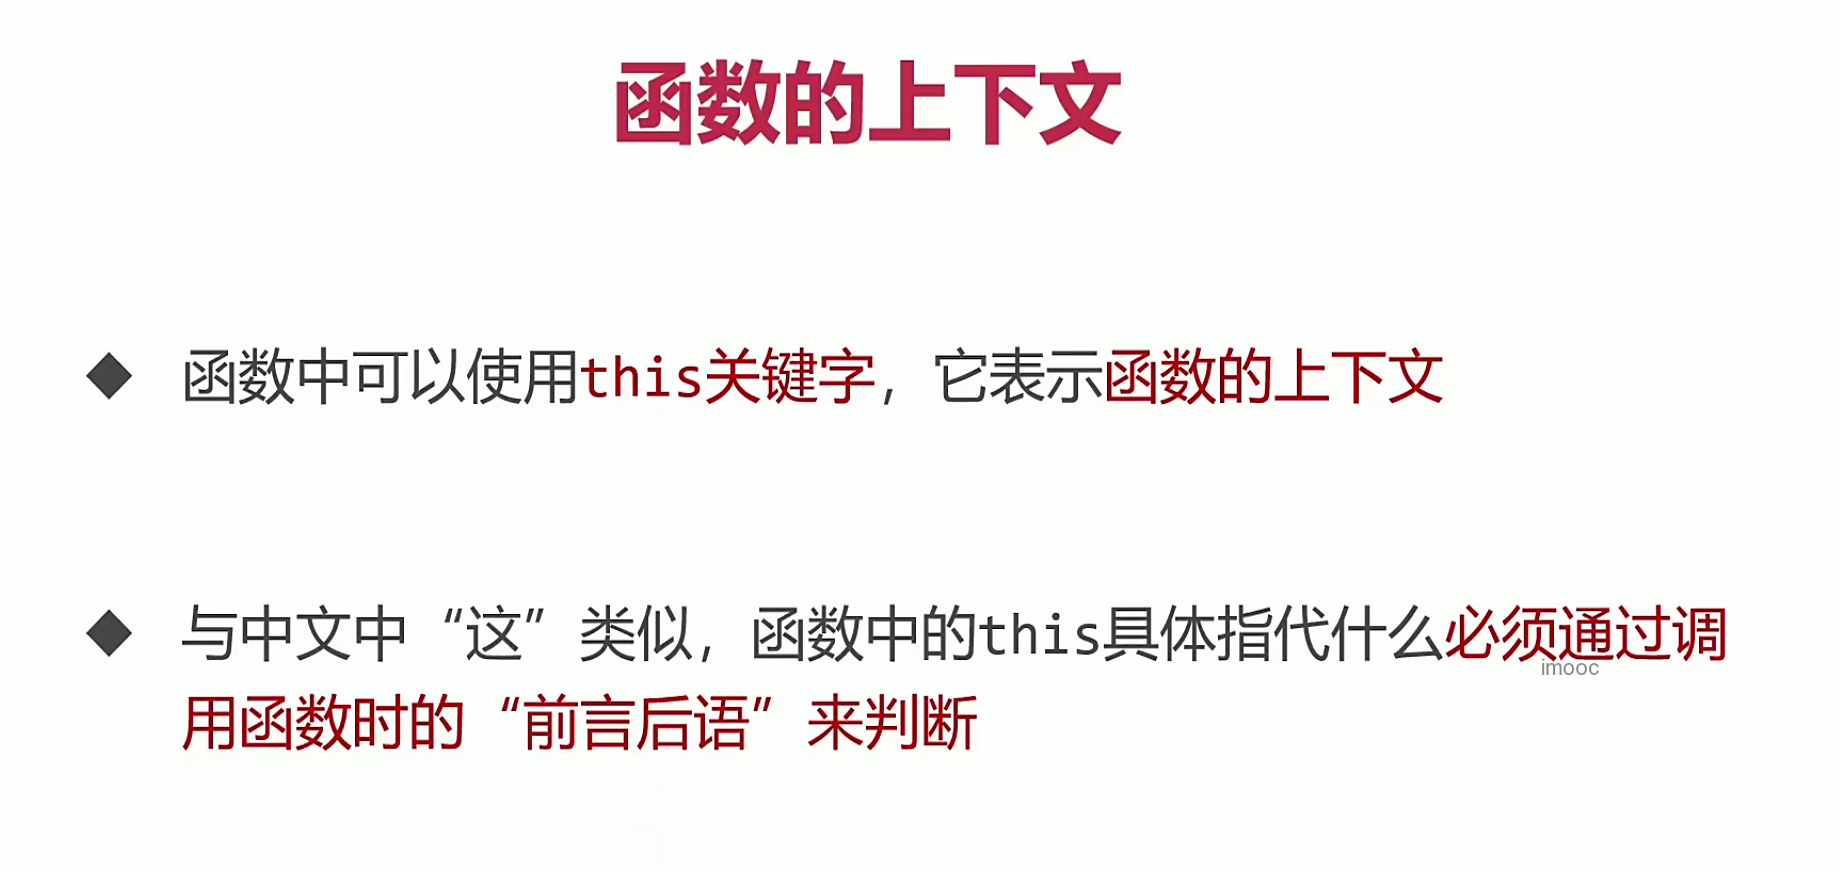 函数的上下文
◆ 函数中可以使用this关键字，它表示函数的上下文
◆ 与中文中“这”类似，函数中的this具体指代什么必须通过调
imooc
用函数时的“前言后语”来判断